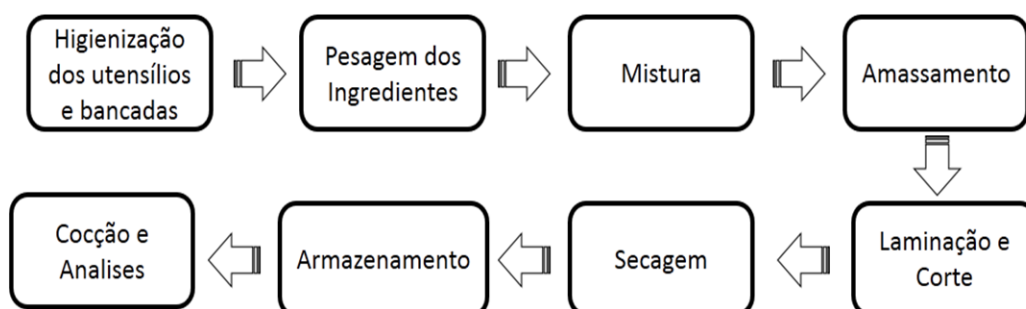 Higienização
dos utensílios
e bancadas
Pesagem dos
Ingredientes
Mistura
Amassamento
Laminação e
Corte
Secagem
Armazenamento
Cocção e
Analises